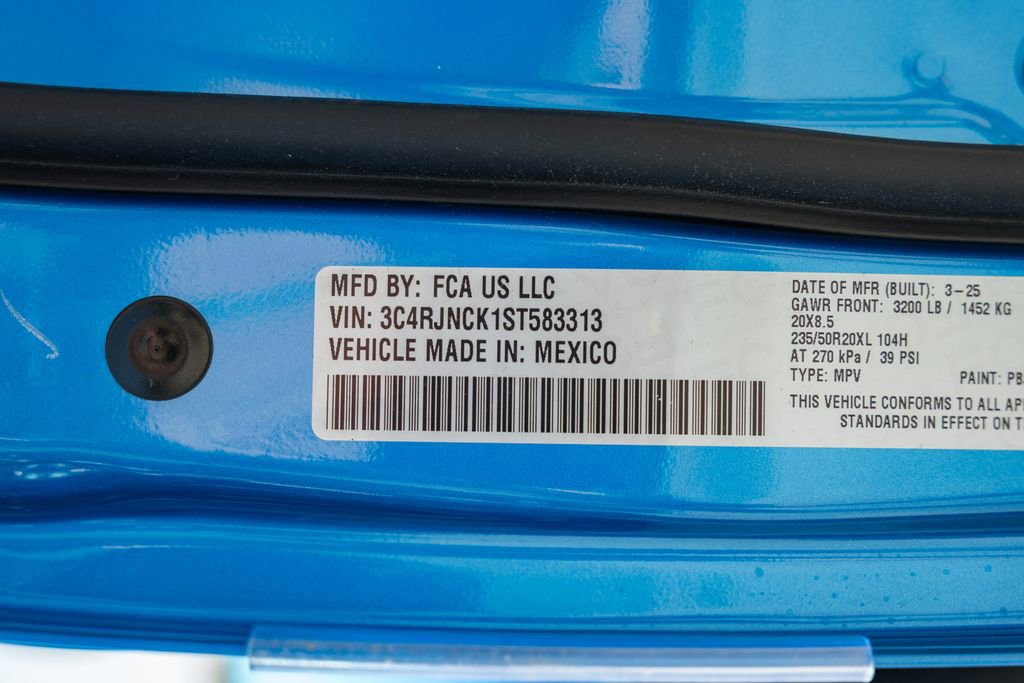 MFD BY: FCA US LLC
VIN: 3C4RJNCK1ST583313
VEHICLE MADE IN: MEXICO
DATE OF MFR (BUILT): 3-25
GAWR FRONT: 3200 LB / 1452 KG
20X8.5
235/50R20XL 104H
AT 270 kPa / 39 PSI
TYPE: MPV PAINT: PB
THIS VEHICLE CONFORMS TO ALL AP
STANDARDS IN EFFECT ON T